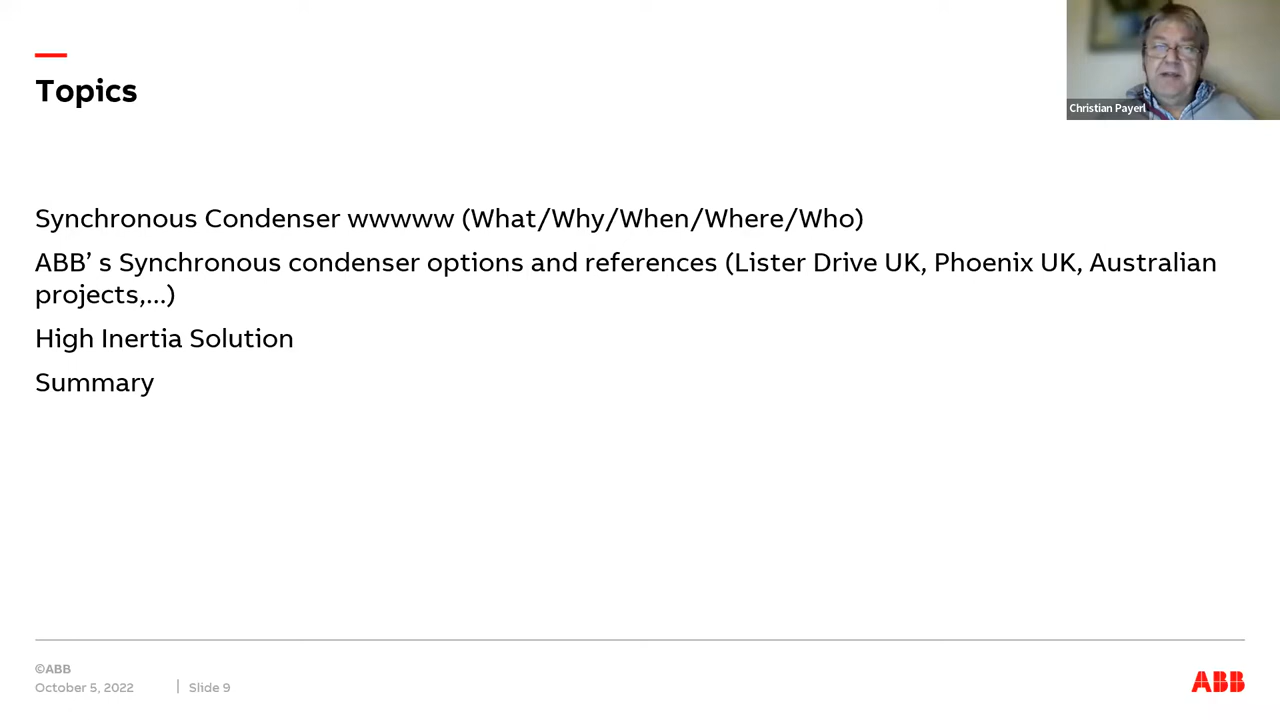 Topics
Christian Payerl
Synchronous Condenser wwwww (What/Why/When/Where/Who)
ABB’ s Synchronous condenser options and references (Lister Drive UK, Phoenix UK, Australian
projects,...)
High Inertia Solution
Summary
©ABB
October 5, 2022 | Slide 9
ABB